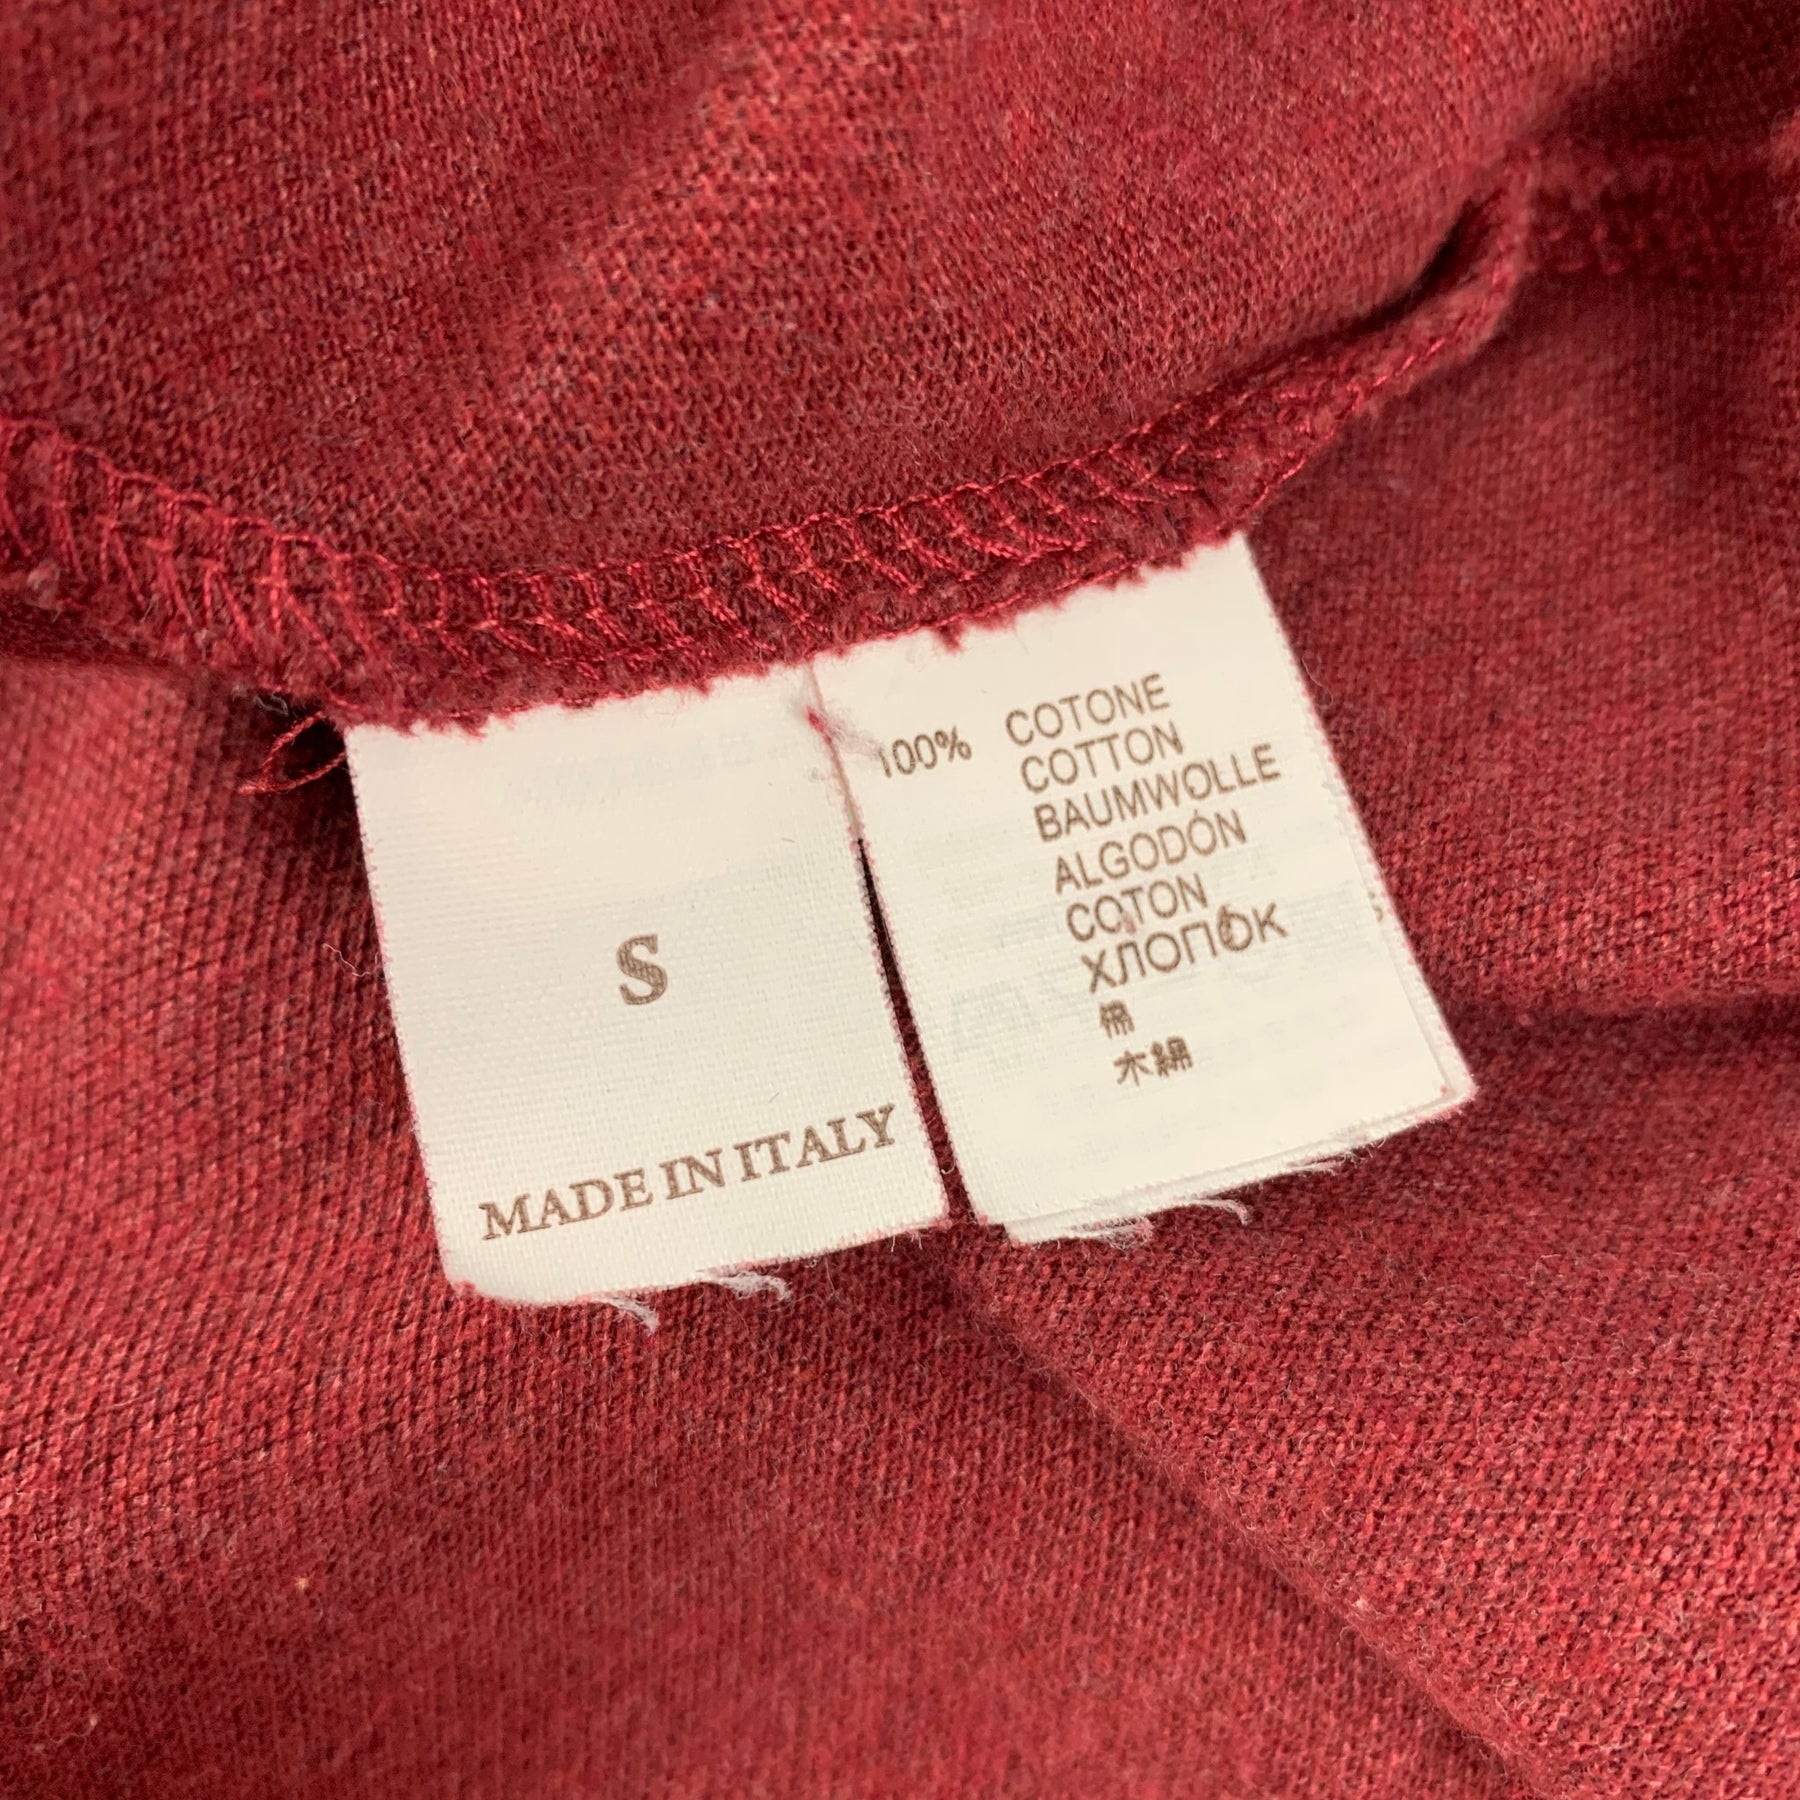 S
MADE IN ITALY
100% COTONE
COTTON
BAUMWOLLE
ALGODÓN
COTON
ХЛОПОК
棉
木綿